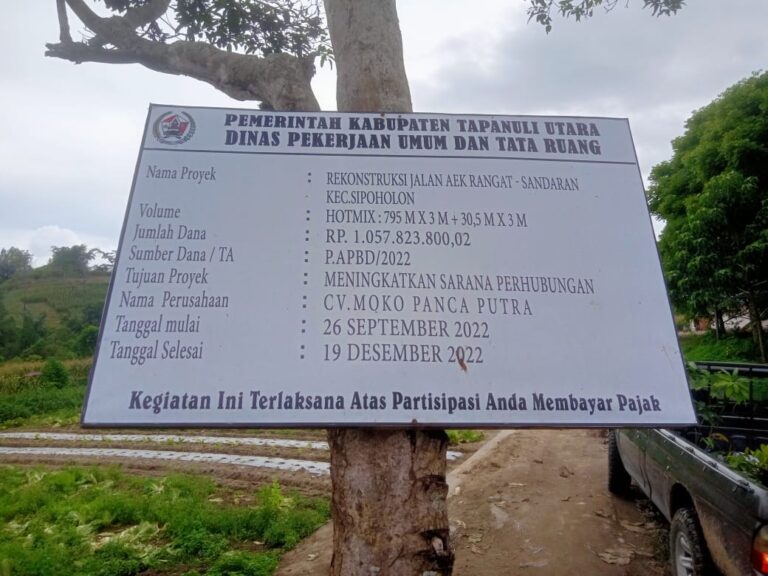 PEMERINTAH KABUPATEN TAPANULI UTARA
DINAS PEKERJAAN UMUM DAN TATA RUANG
Nama Proyek : REKONSTRUKSI JALAN AEK RANGAT - SANDARAN
KEC.SIPOHOLON
Volume : HOTMIX : 795 M X 3 M + 30,5 M X 3 M
Jumlah Dana : RP. 1.057.823.800,02
Sumber Dana / TA : P.APBD/2022
Tujuan Proyek : MENINGKATKAN SARANA PERHUBUNGAN
Nama Perusahaan : CV.MOKO PANCA PUTRA
Tanggal mulai : 26 SEPTEMBER 2022
Tanggal Selesai : 19 DESEMBER 2022
Kegiatan Ini Terlaksana Atas Partisipasi Anda Membayar Pajak